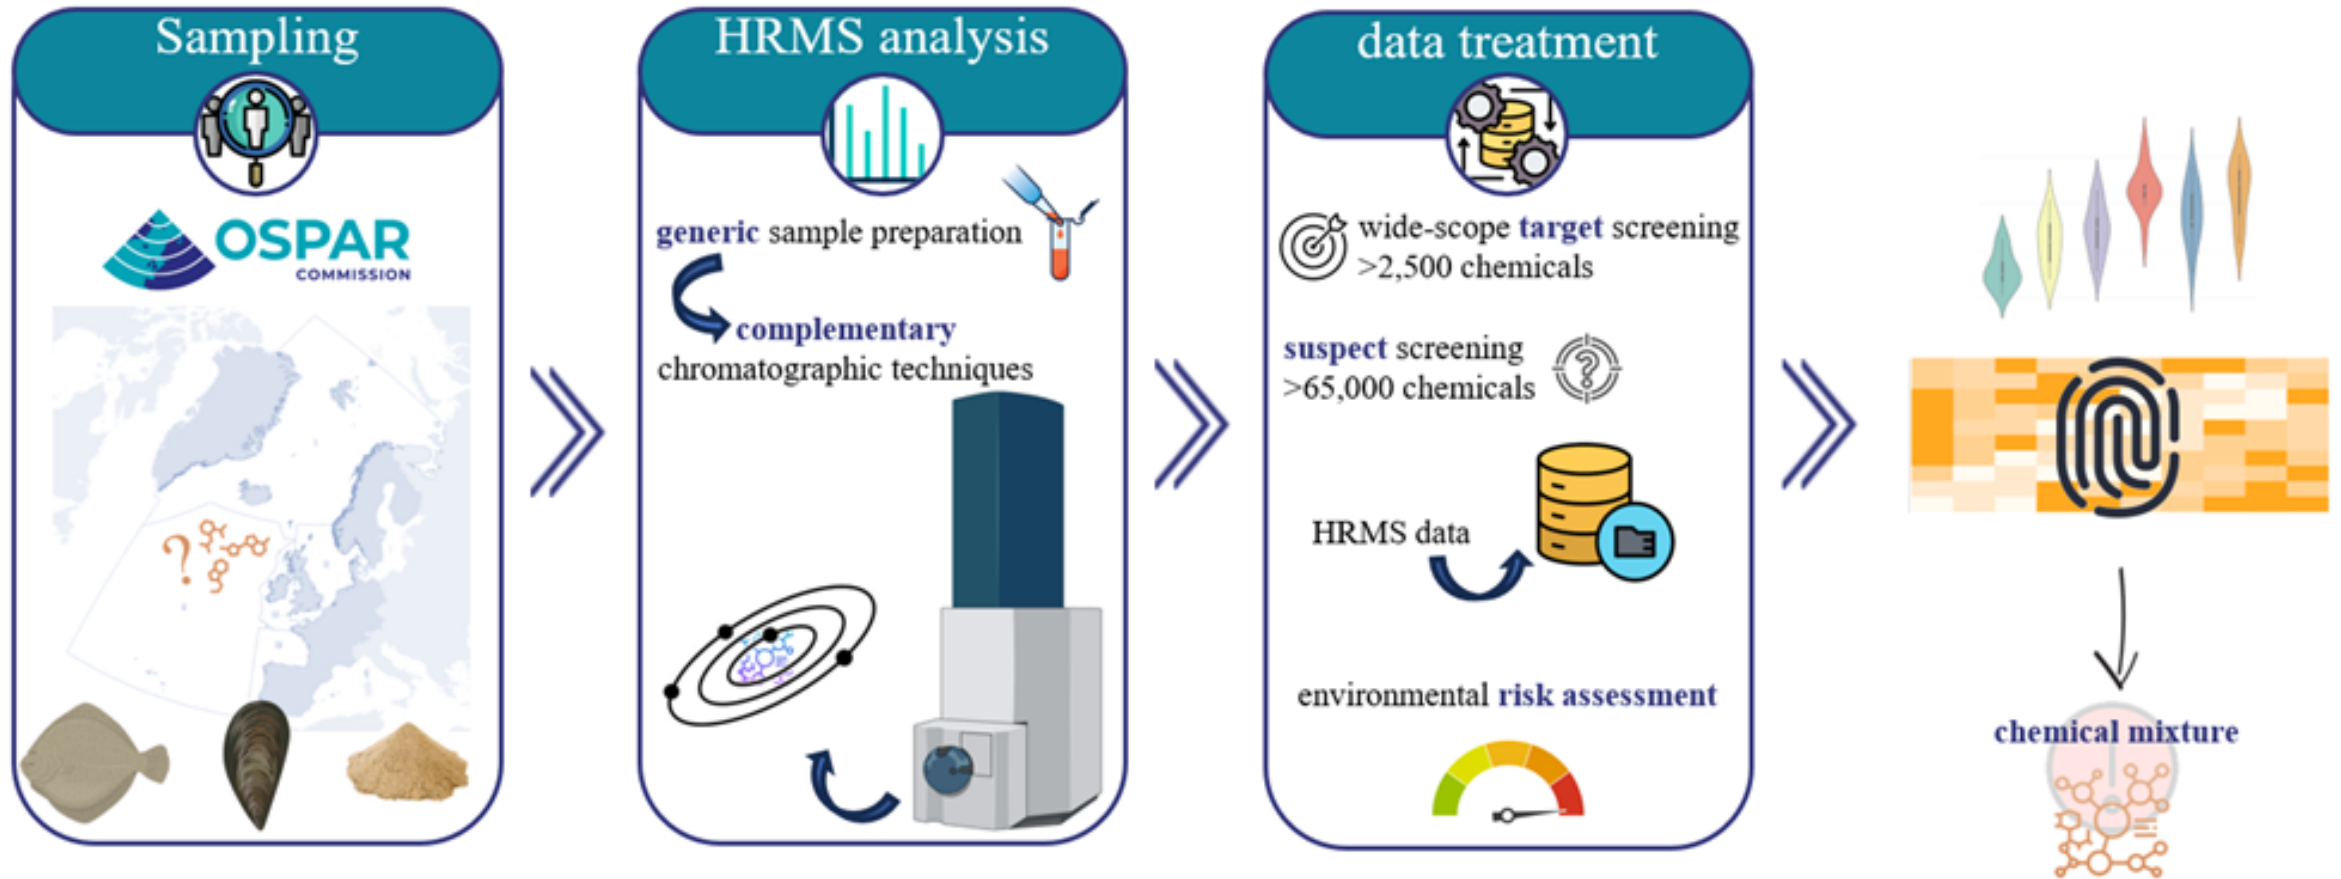 Sampling
OSPAR
COMMISSION
?
HRMS analysis
generic sample preparation
complementary
chromatographic techniques
data treatment
wide-scope target screening
>2,500 chemicals
suspect screening
>65,000 chemicals
?
HRMS data
environmental risk assessment
chemical mixture